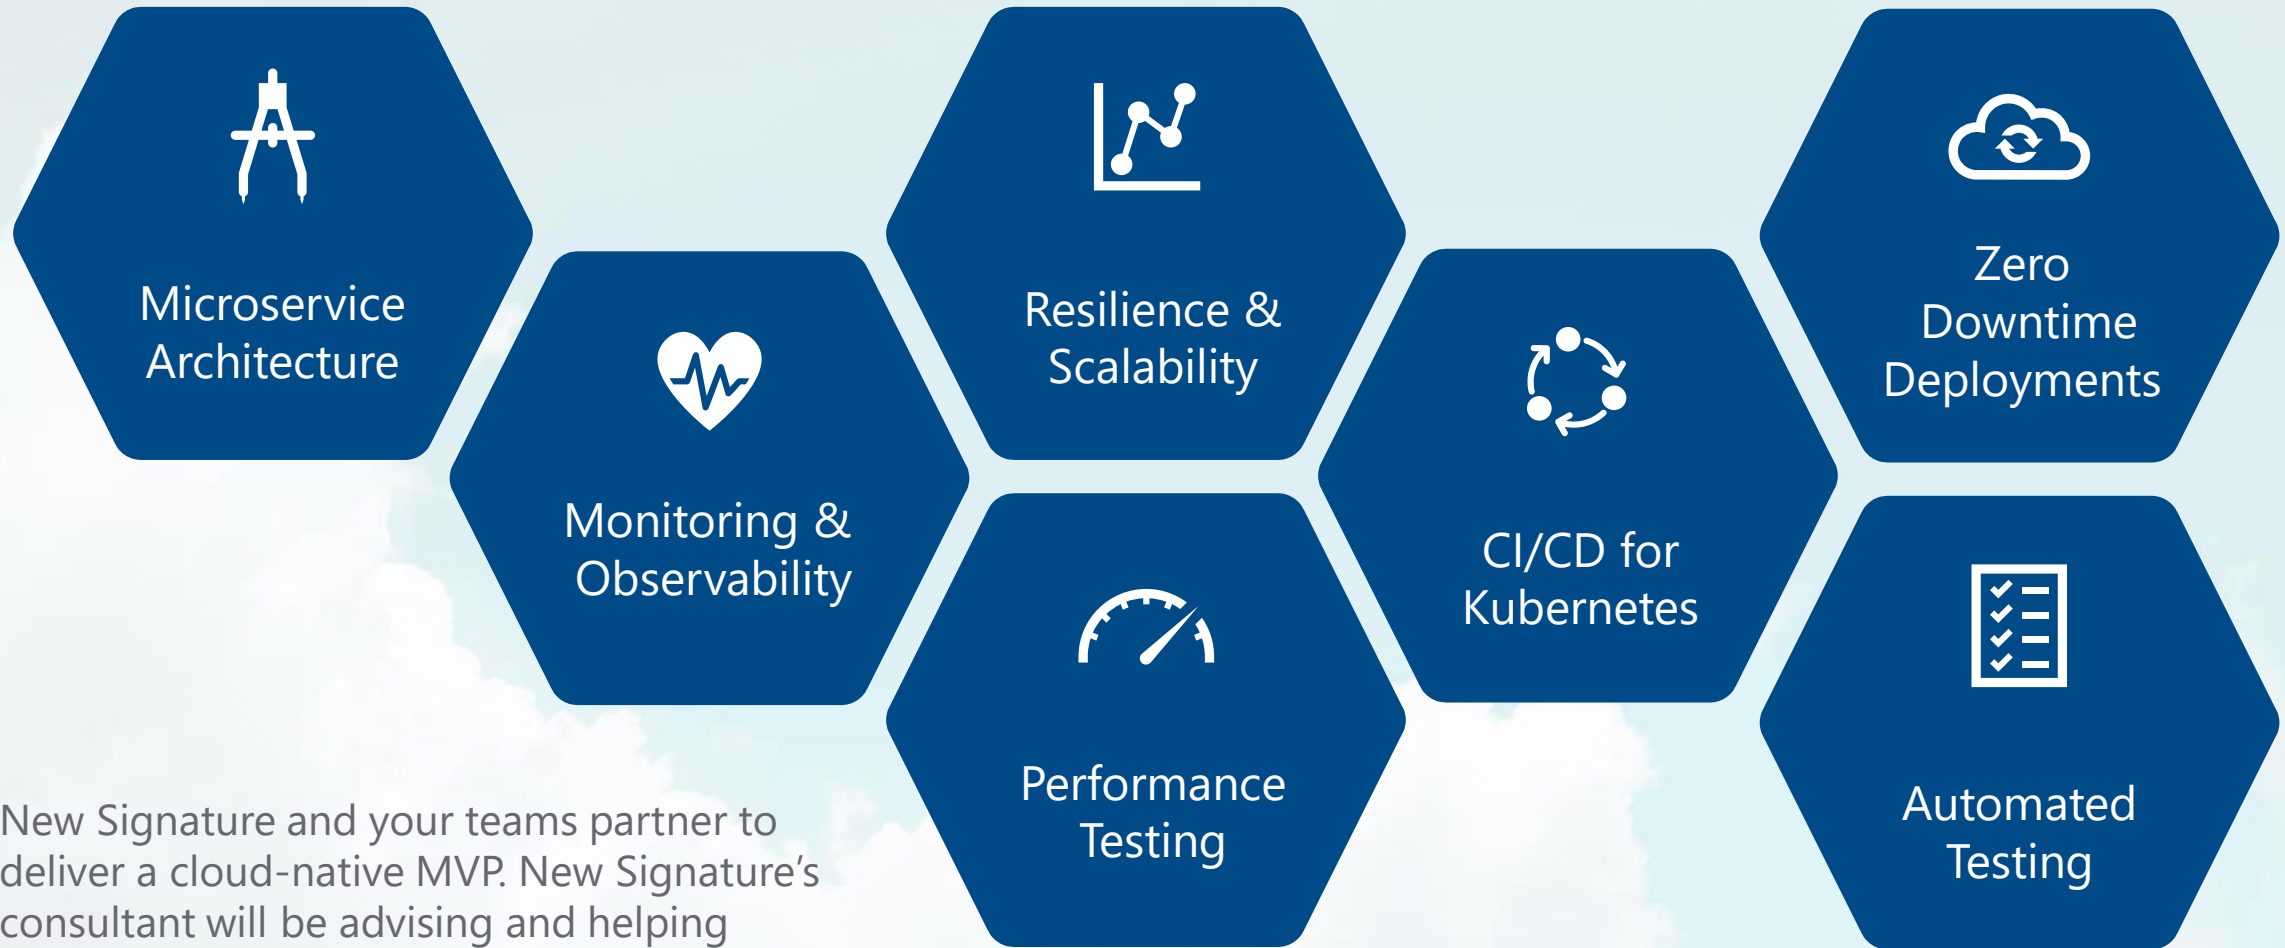 Microservice
Architecture
Monitoring &
Observability
Resilience &
Scalability
Performance
Testing
CI/CD for
Kubernetes
Zero
Downtime
Deployments
Automated
Testing
New Signature and your teams partner to
deliver a cloud-native MVP. New Signature’s
consultant will be advising and helping